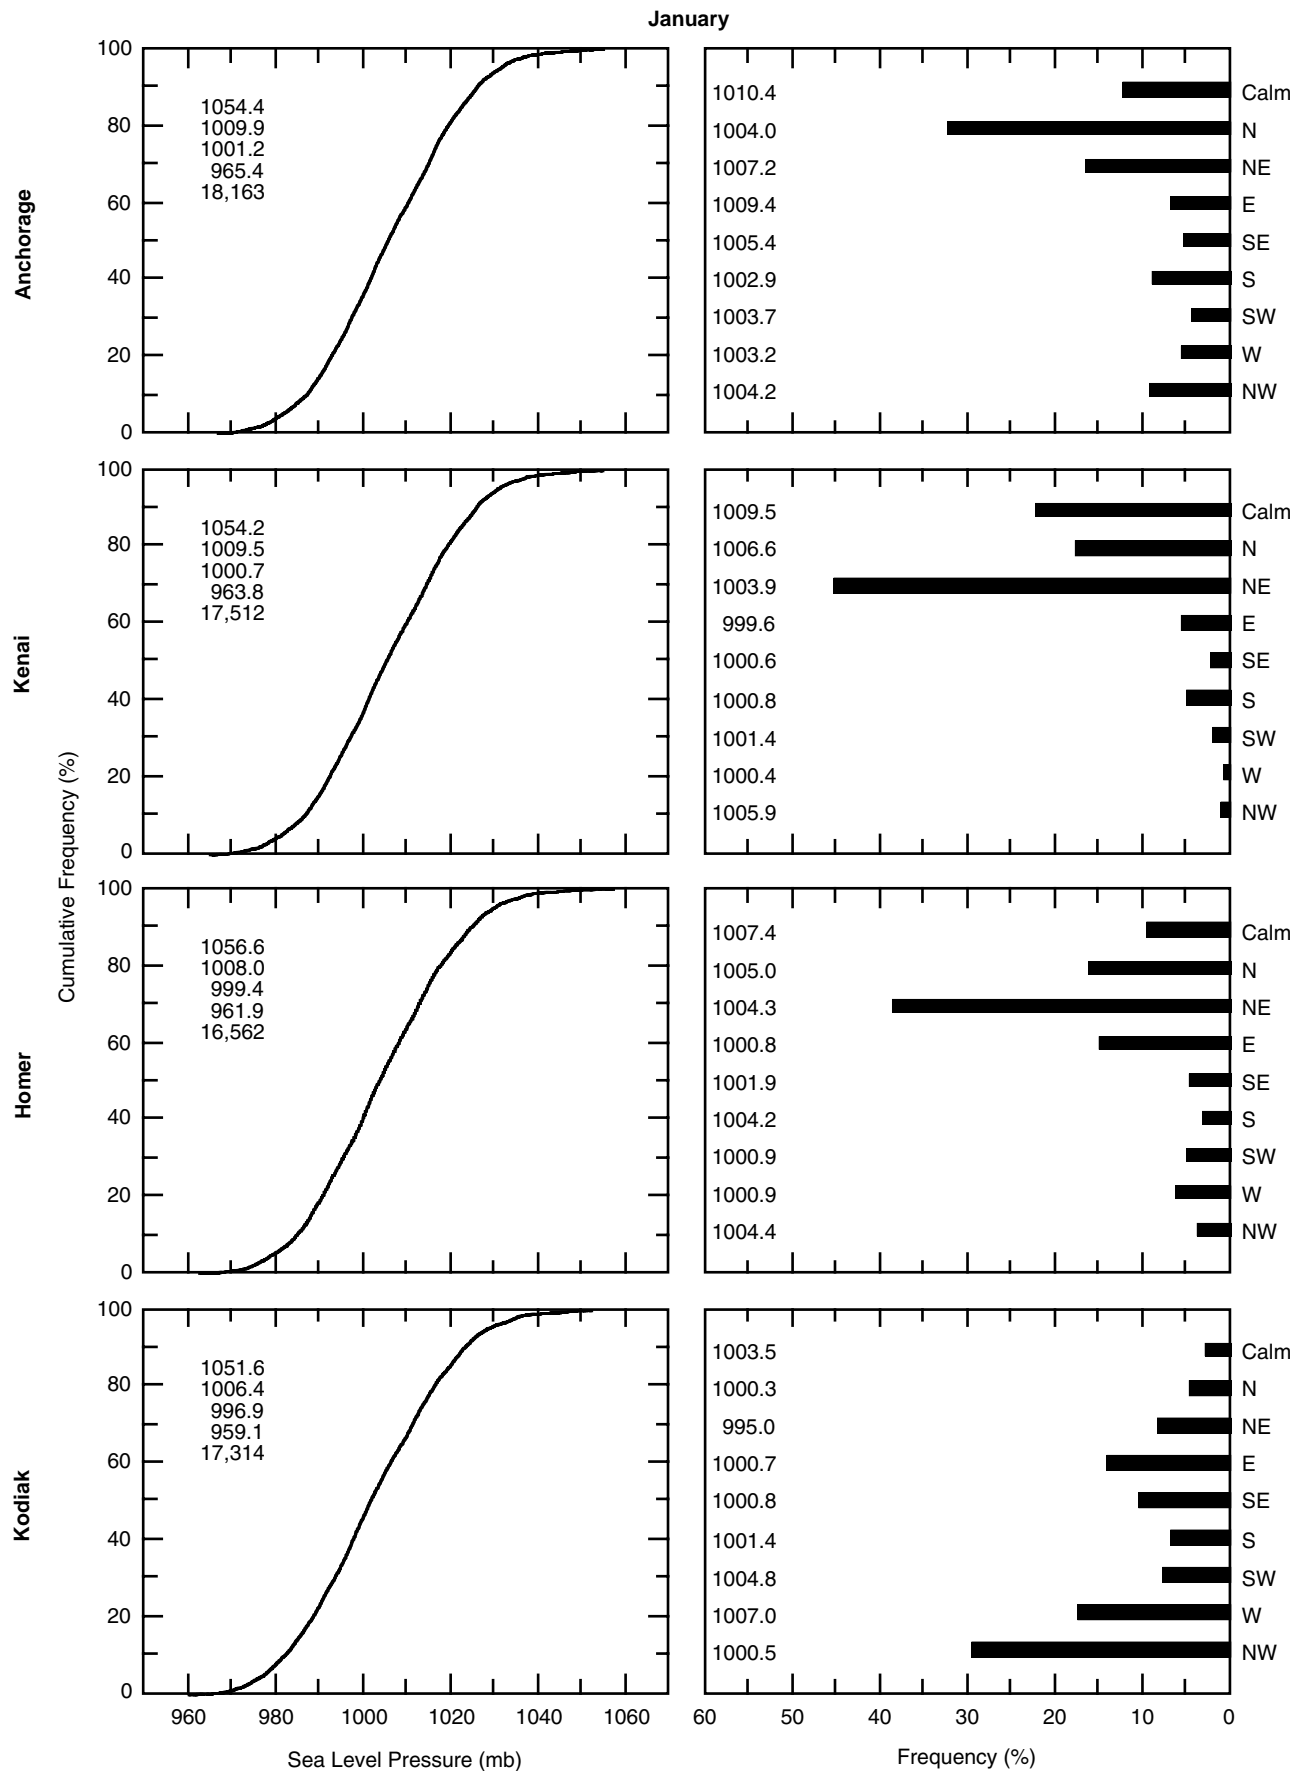 January
Anchorage
100
80
60
40
20
0
1054.4
1009.9
1001.2
965.4
18,163
1010.4 Calm
1004.0 N
1007.2 NE
1009.4 E
1005.4 SE
1002.9 S
1003.7 SW
1003.2 W
1004.2 NW
Kenai
100
80
60
40
20
0
1054.2
1009.5
1000.7
963.8
17,512
1009.5 Calm
1006.6 N
1003.9 NE
999.6 E
1000.6 SE
1000.8 S
1001.4 SW
1000.4 W
1005.9 NW
Cumulative Frequency (%)
Homer
100
80
60
40
20
0
1056.6
1008.0
999.4
961.9
16,562
1007.4 Calm
1005.0 N
1004.3 NE
1000.8 E
1001.9 SE
1004.2 S
1000.9 SW
1000.9 W
1004.4 NW
Kodiak
100
80
60
40
20
0
1051.6
1006.4
996.9
959.1
17,314
1003.5 Calm
1000.3 N
995.0 NE
1000.7 E
1000.8 SE
1001.4 S
1004.8 SW
1007.0 W
1000.5 NW
960 980 1000 1020 1040 1060
60 50 40 30 20 10 0
Sea Level Pressure (mb)
Frequency (%)